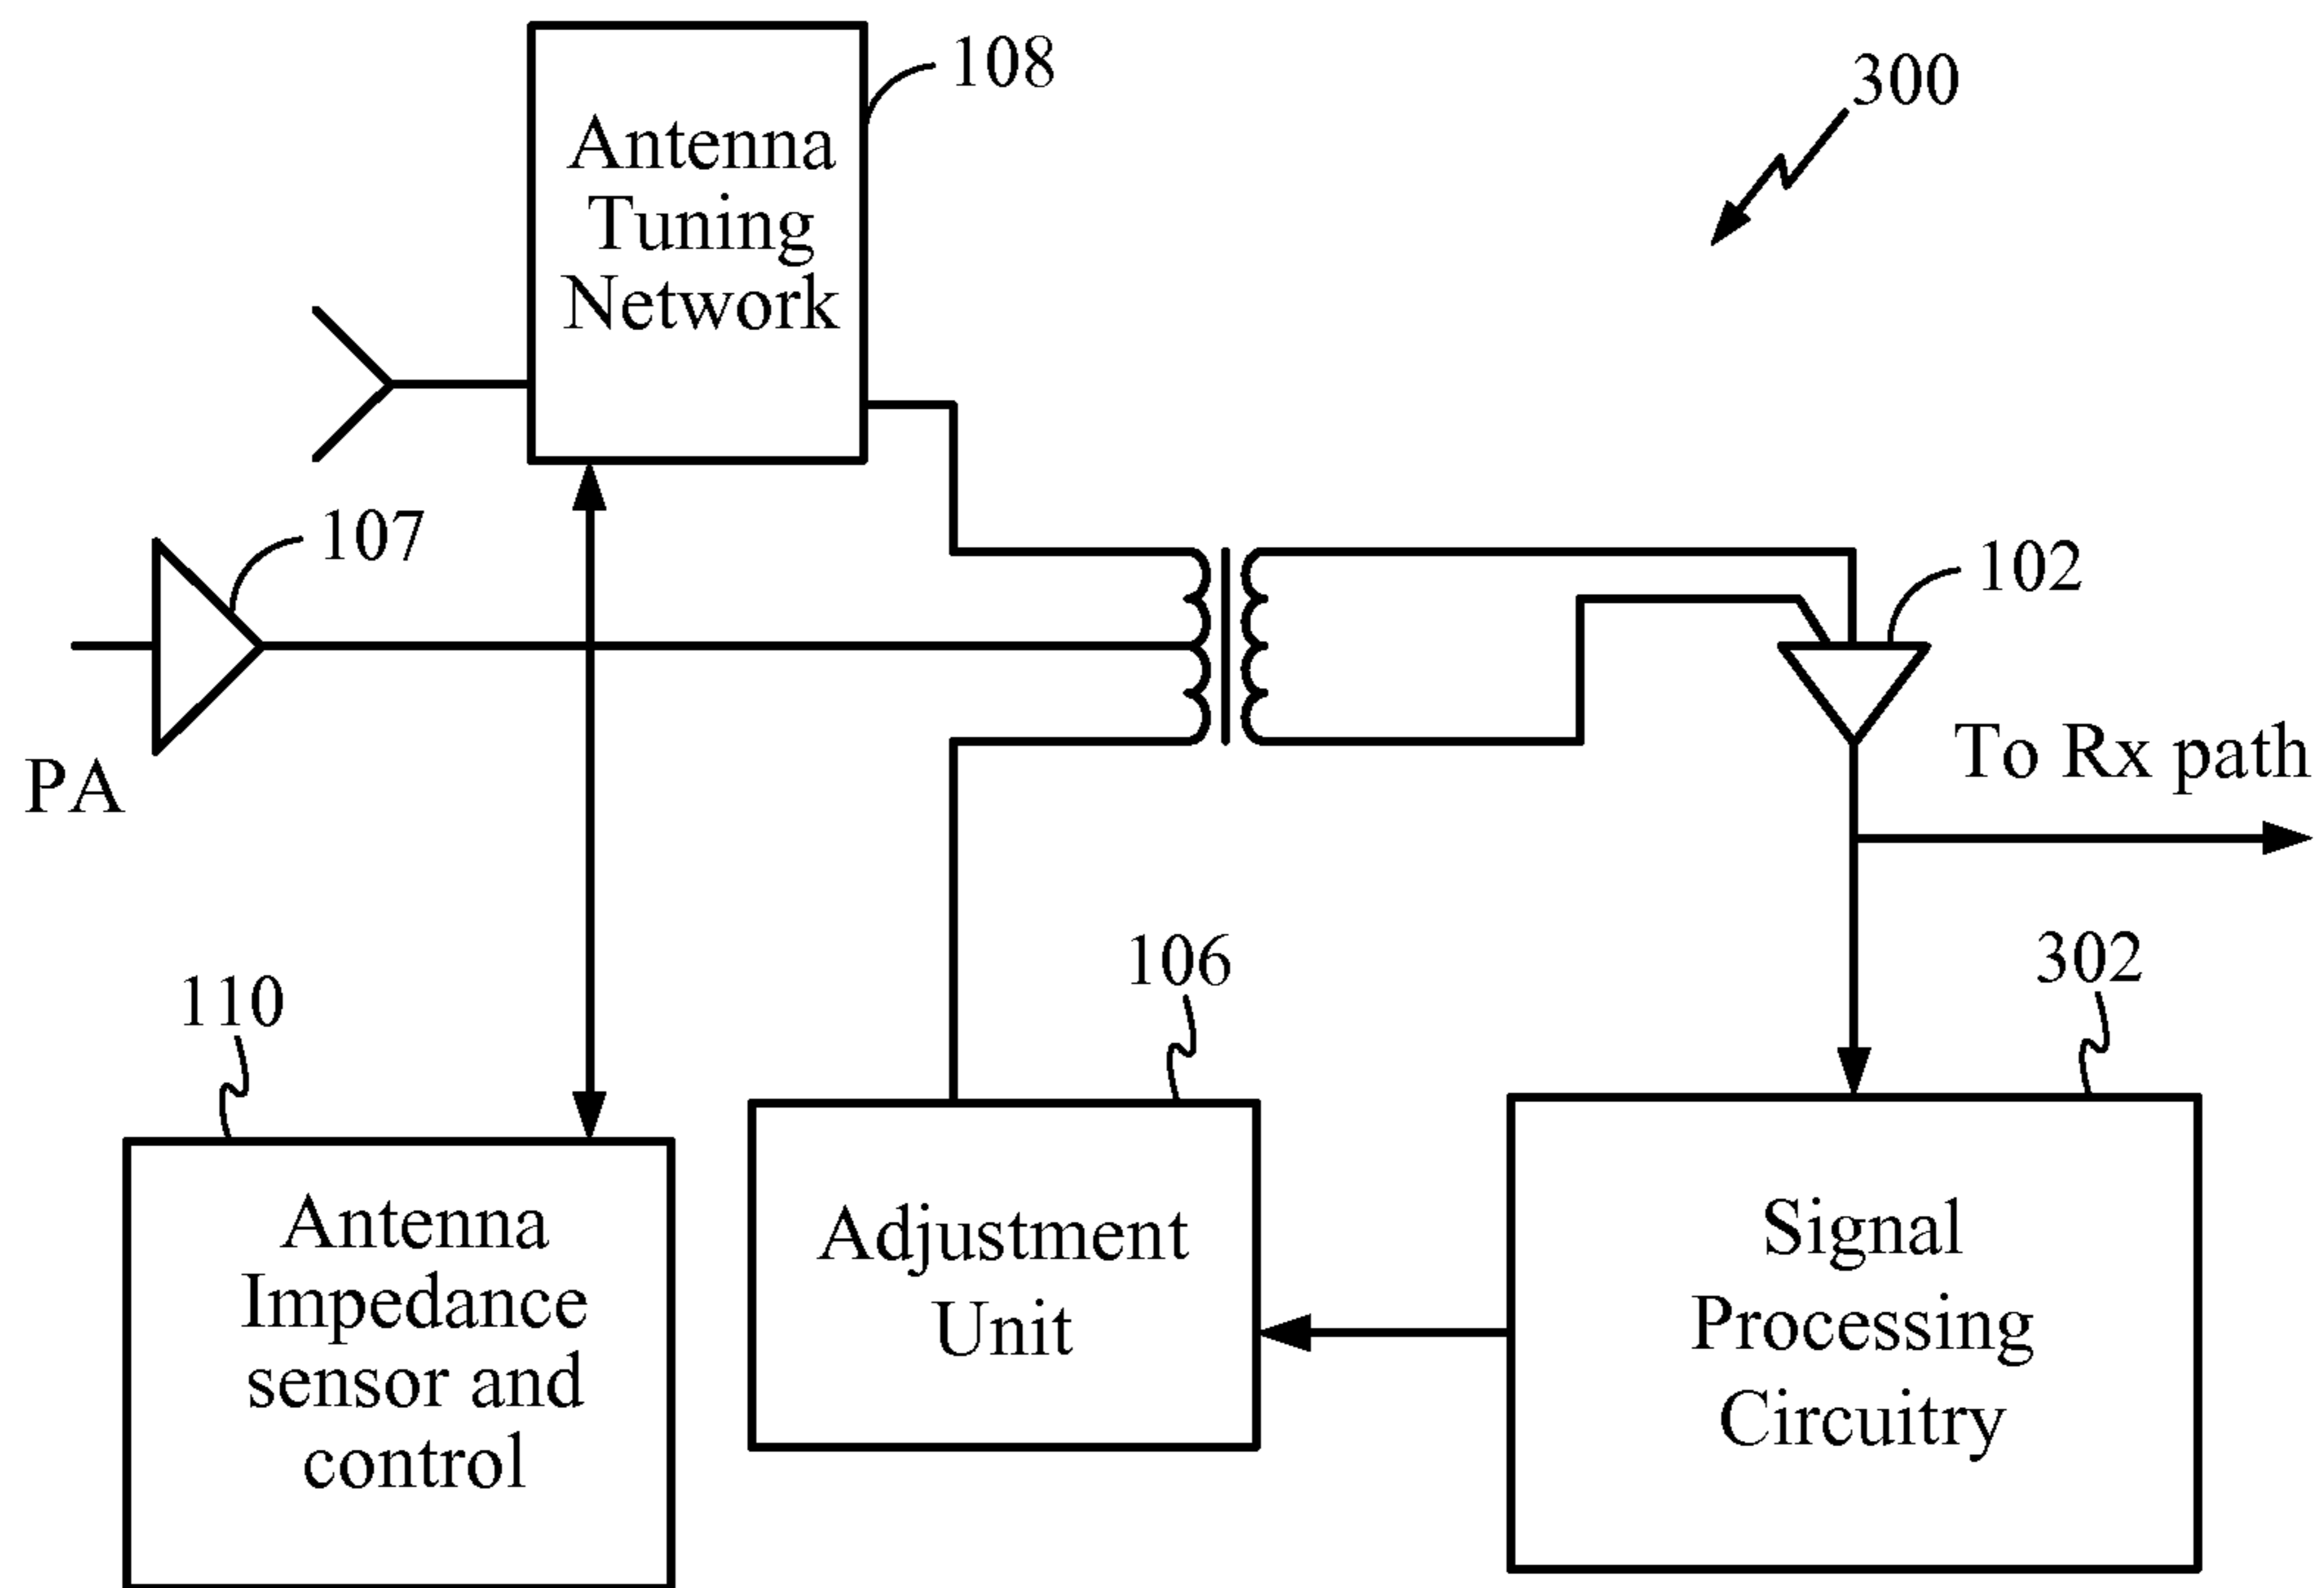 108
300
Antenna
Tuning
Network
107
102
PA
To Rx path
110
106
302
Antenna
Impedance
sensor and
control
Adjustment
Unit
Signal
Processing
Circuitry